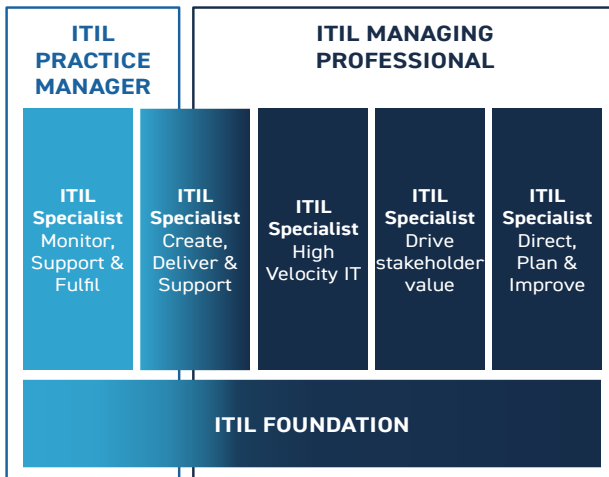 ITIL
PRACTICE
MANAGER
ITIL MANAGING
PROFESSIONAL
ITIL
Specialist
Monitor,
Support &
Fulfil
ITIL
Specialist
Create,
Deliver &
Support
ITIL
Specialist
High
Velocity IT
ITIL
Specialist
Drive
stakeholder
value
ITIL
Specialist
Direct,
Plan &
Improve
ITIL FOUNDATION